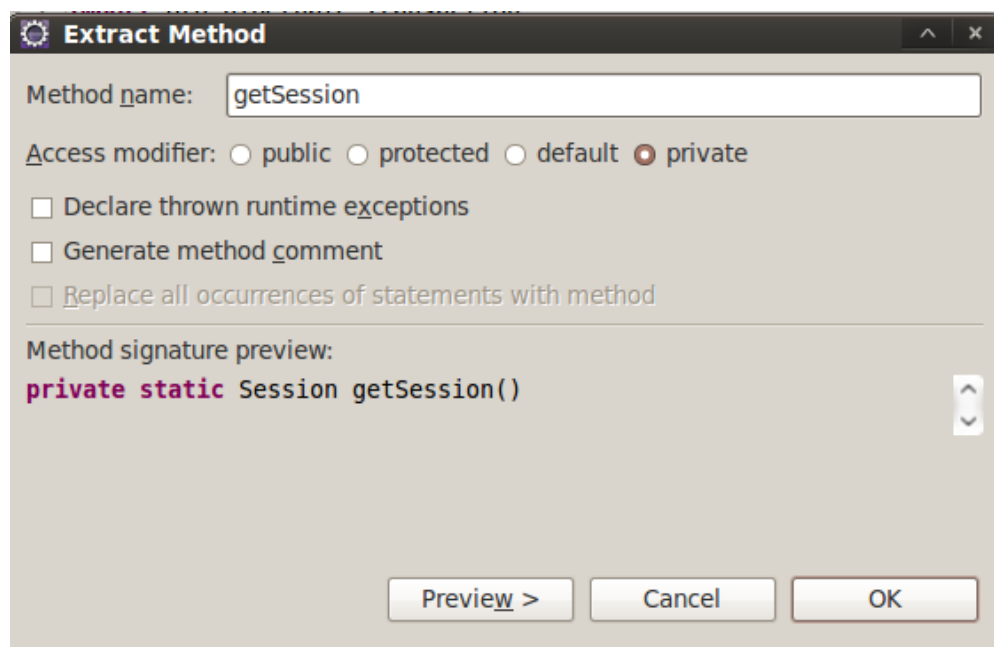 Extract Method
Method name: getSession
Access modifier: public protected default private
Declare thrown runtime exceptions
Generate method comment
Replace all occurrences of statements with method
Method signature preview:
private static Session getSession()
Preview > Cancel OK